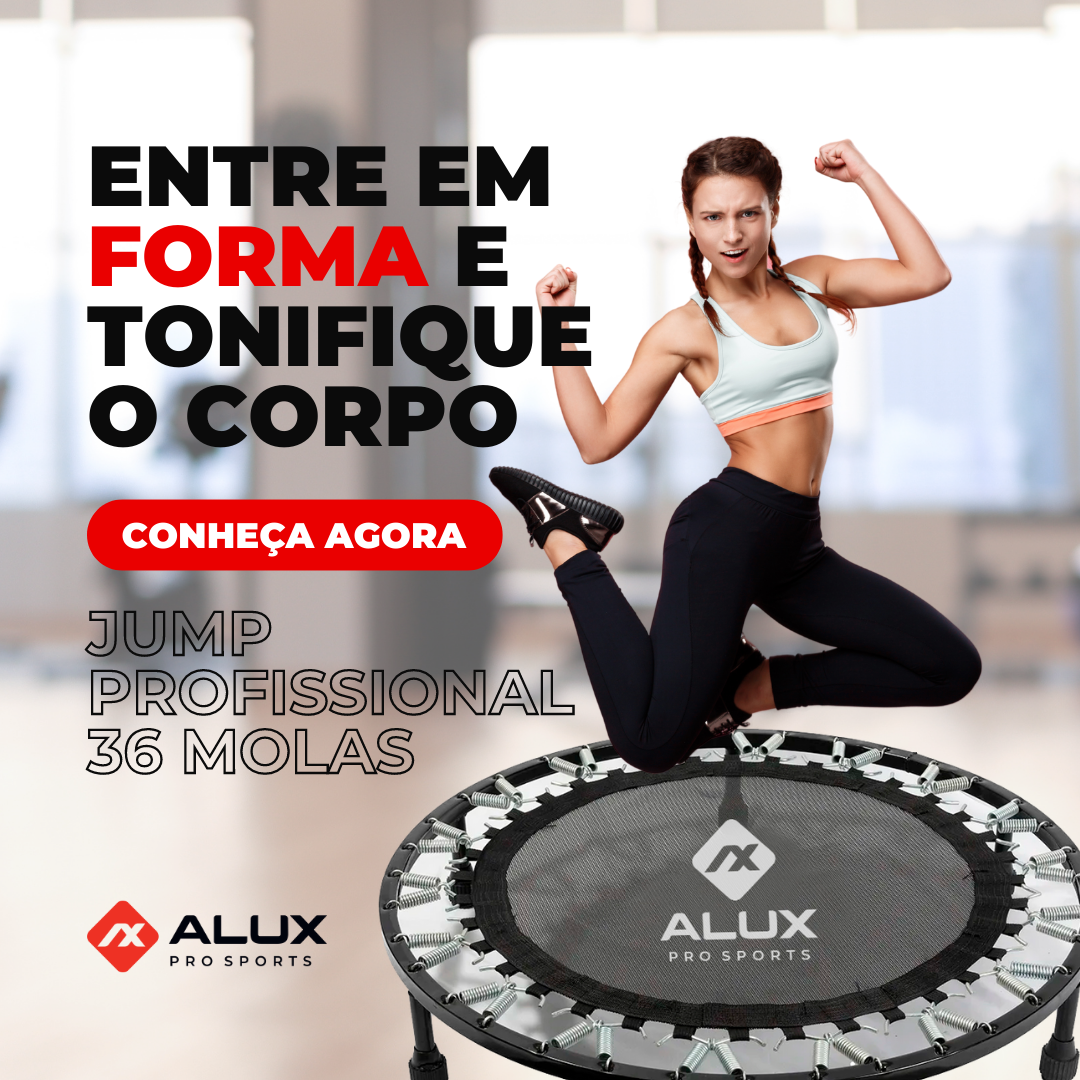 ENTRE EM
FORMA E
TONIFIQUE
O CORPO
CONHEÇA AGORA
JUMP
PROFISSIONAL
36 MOLAS
ALUX
PRO SPORTS
ALUX
PRO SPORTS